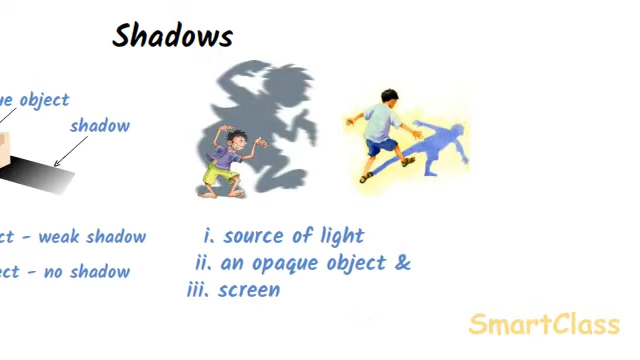 Shadows
ue object
shadow
ct - weak shadow
ect - no shadow
i. source of light
ii. an opaque object &
iii. screen
SmartClass